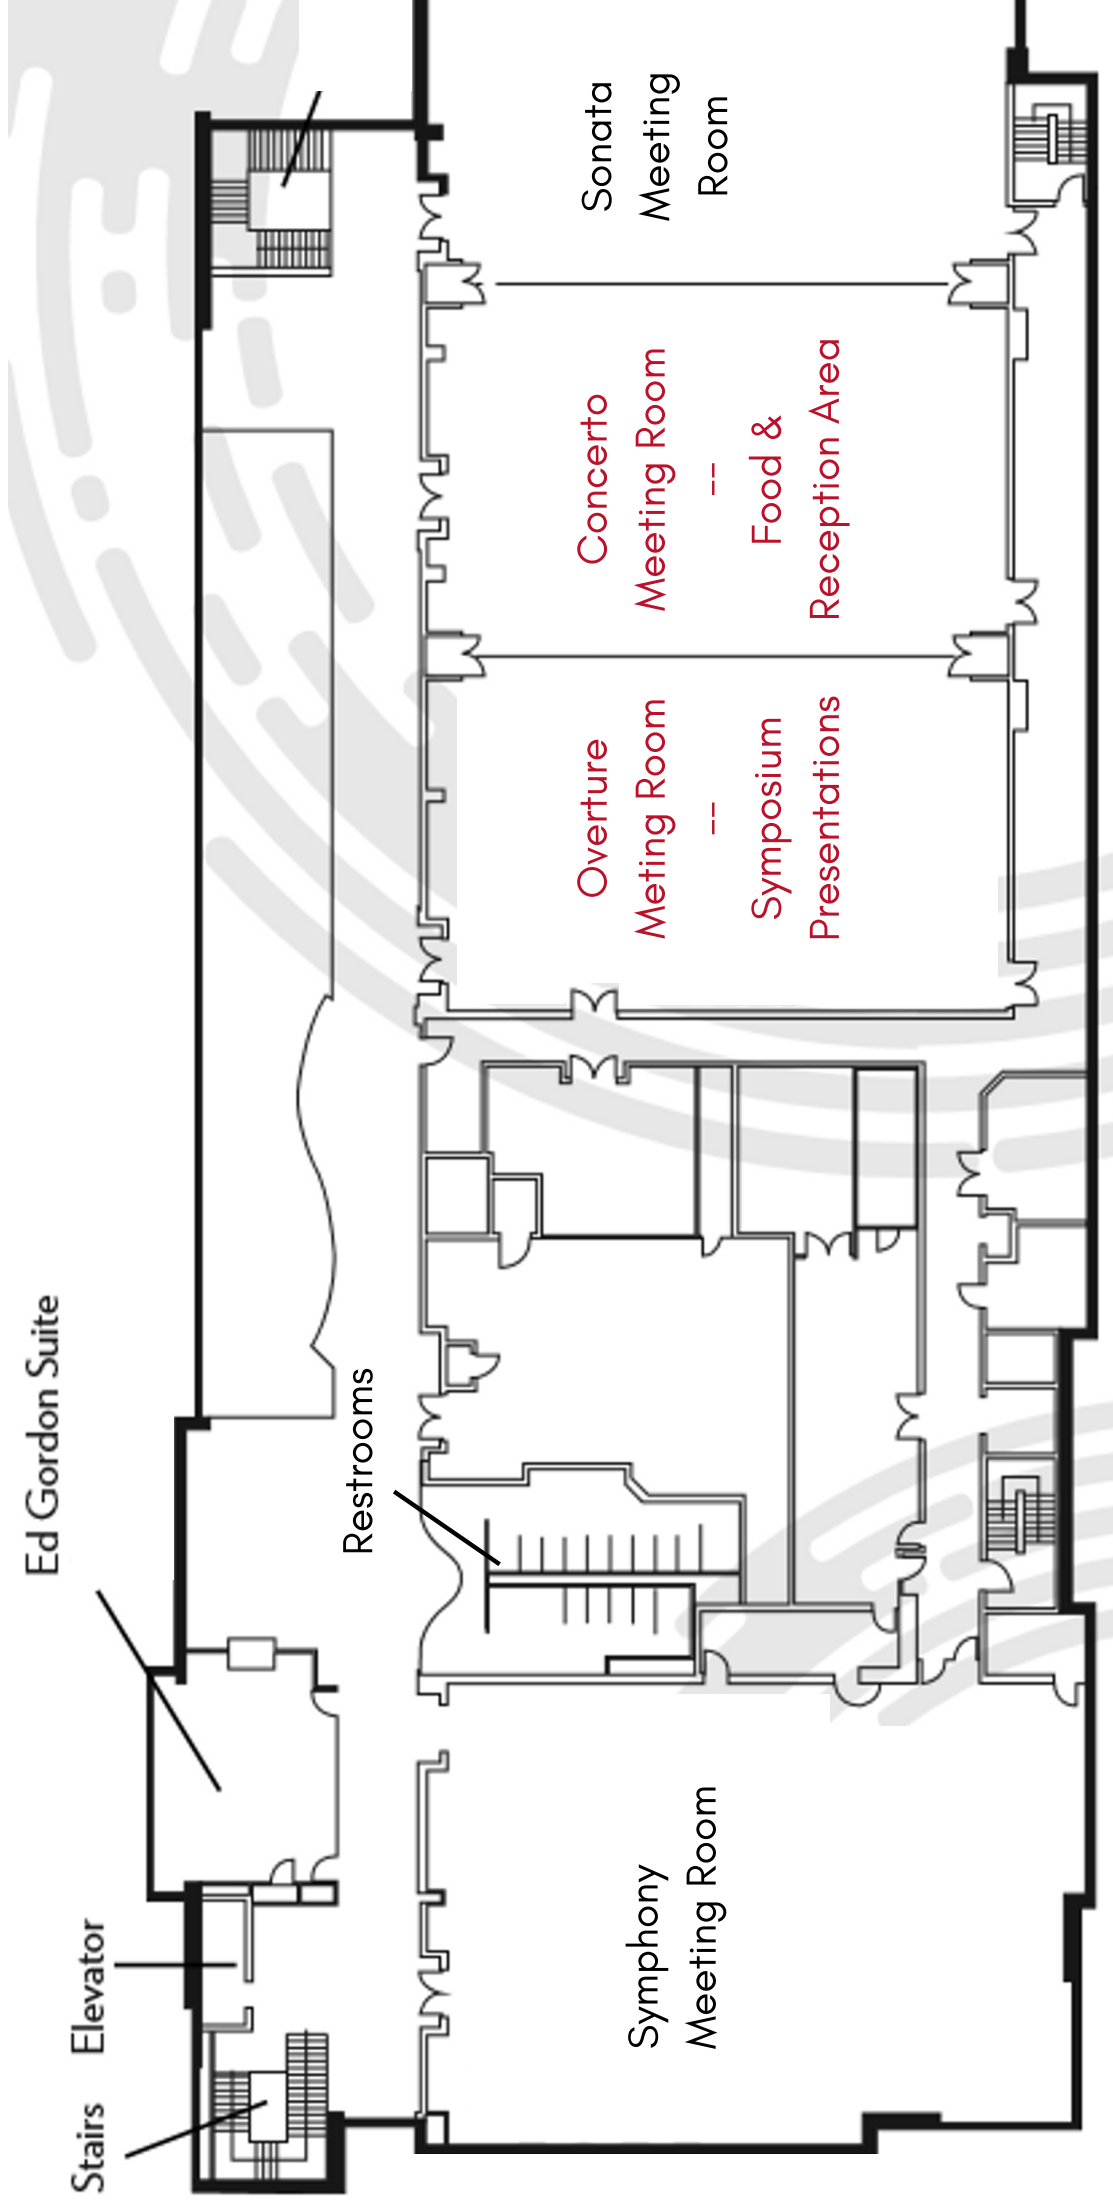 Stairs
Elevator
Ed Gordon Suite
Restrooms
Symphony
Meeting Room
Overture
Meting Room
--
Symposium
Presentations
Concerto
Meeting Room
--
Food &
Reception Area
Sonata
Meeting
Room